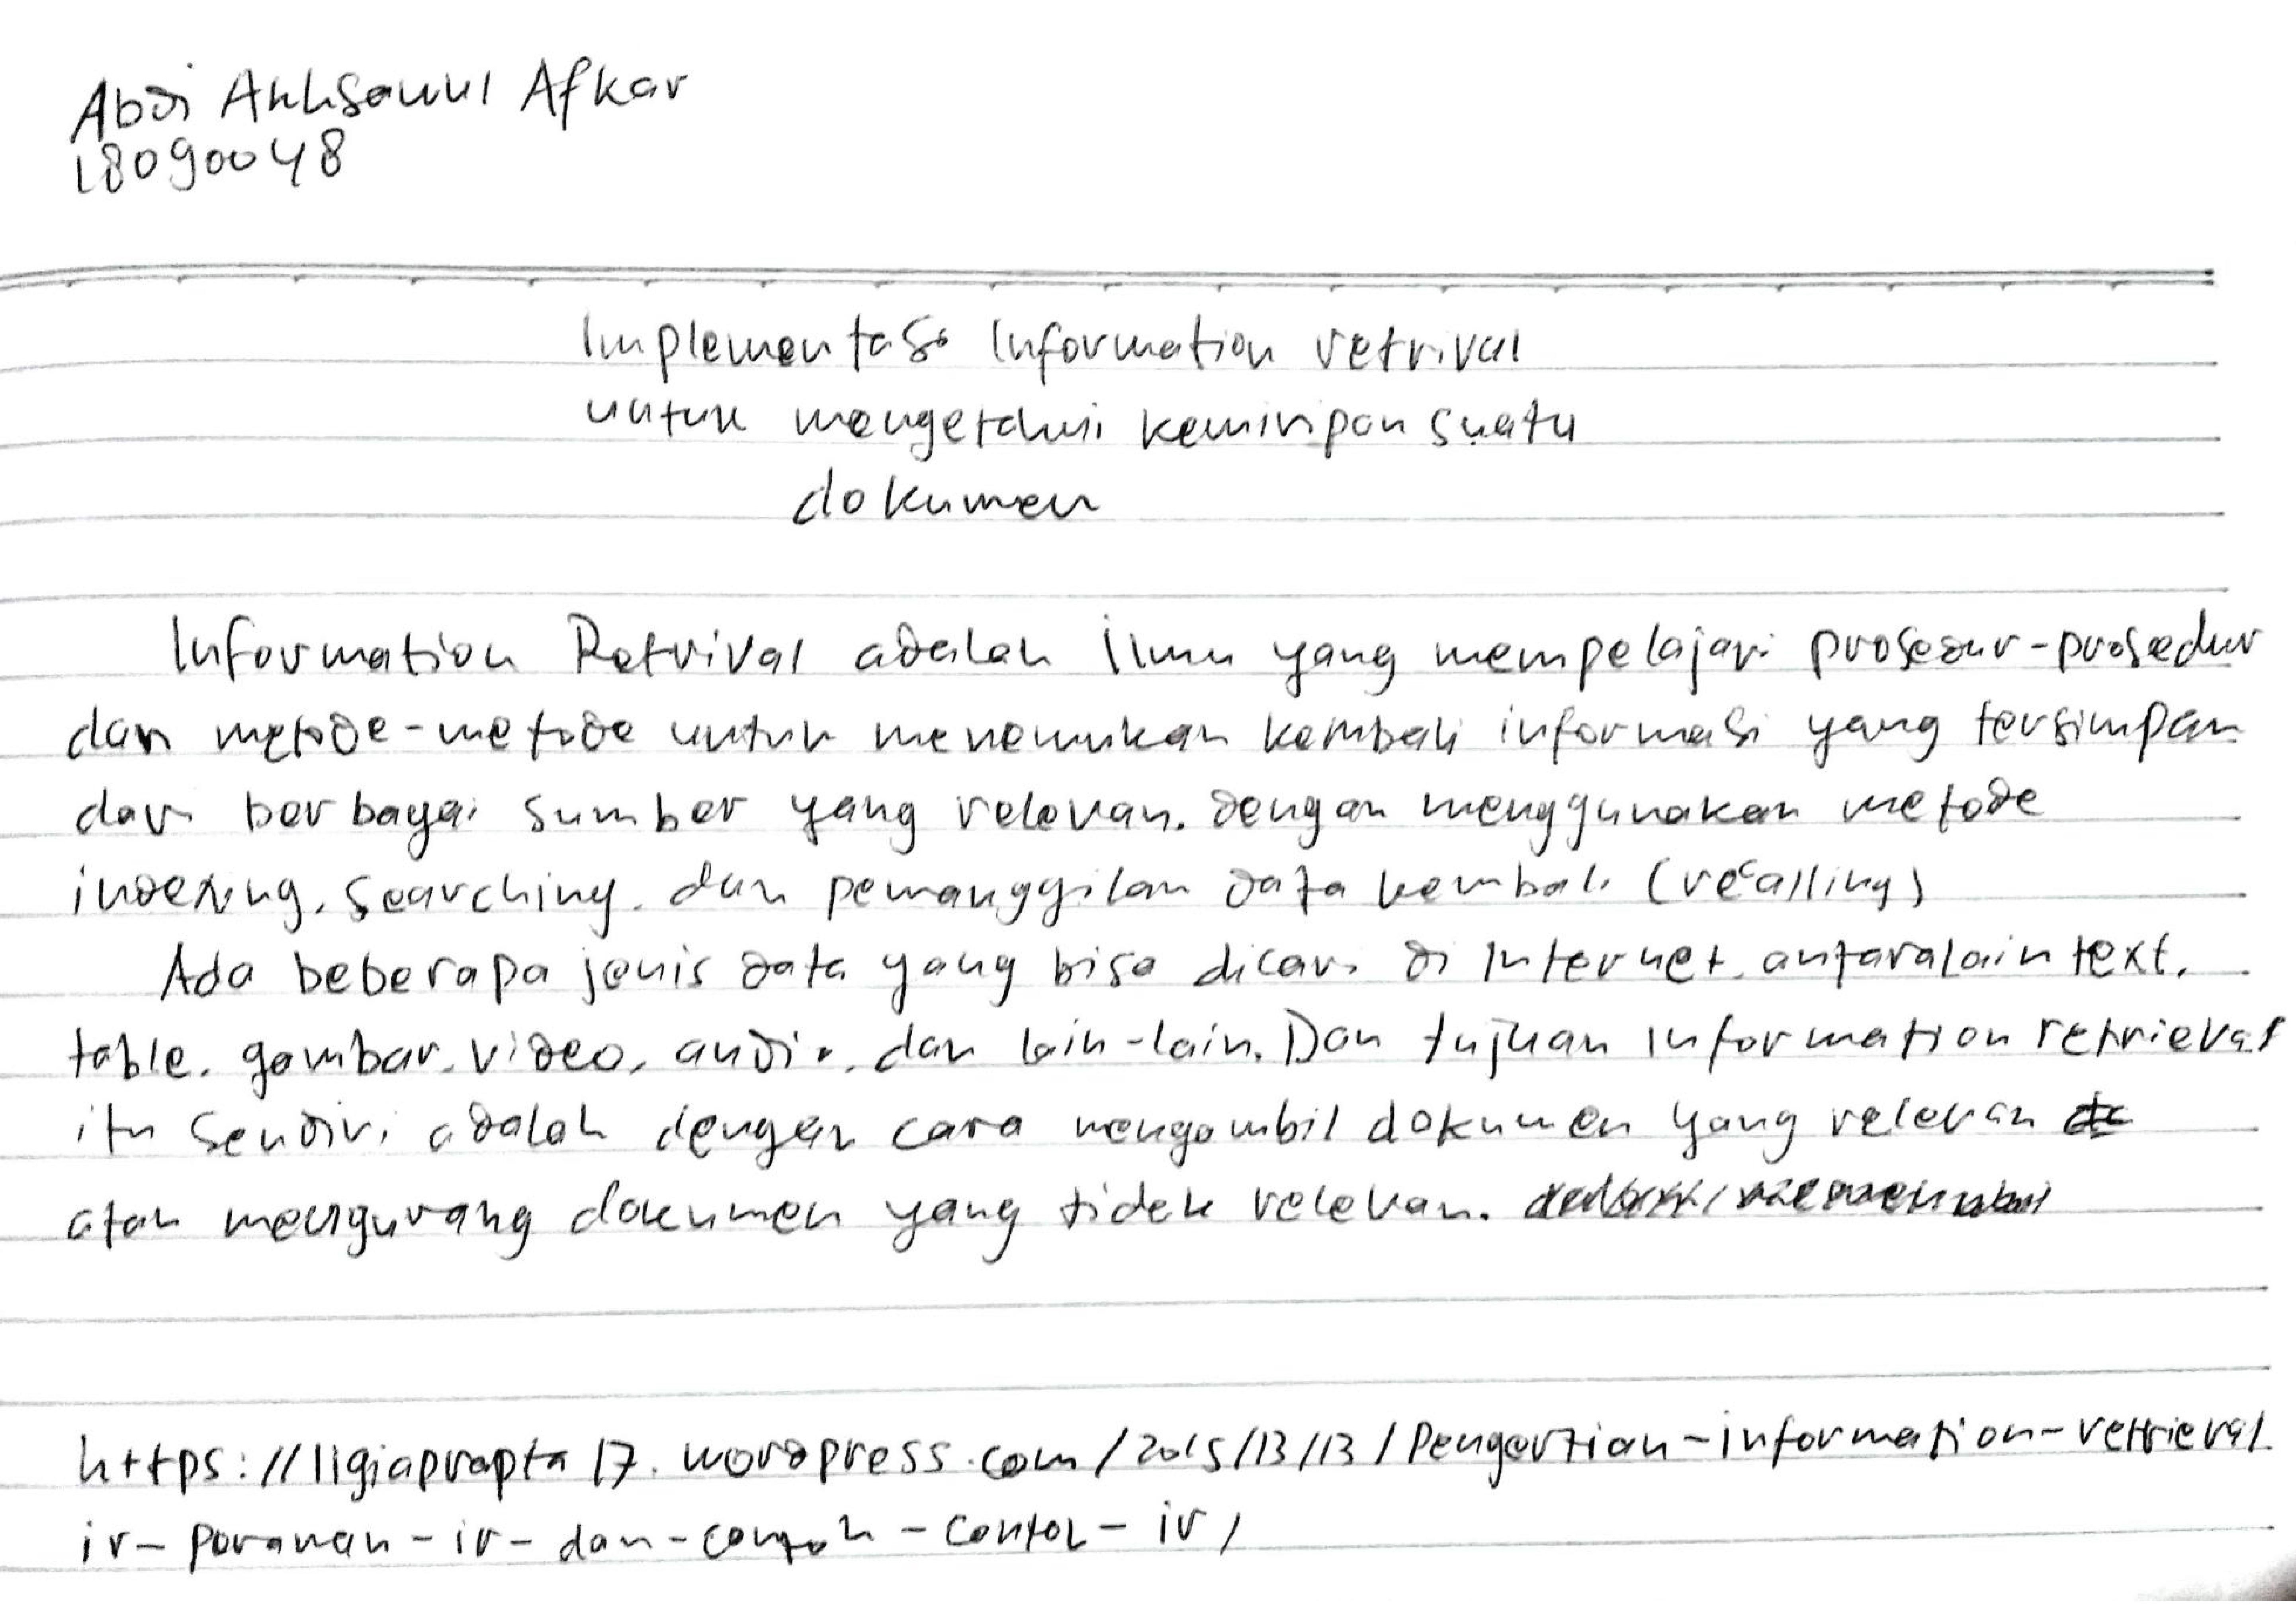 Abdi Akhsanul Afkar
18090048
Implementasi Information retrival
untuk mengetahui kemiripan suatu
dokumen
Information Retrival adalah ilmu yang mempelajari prosedur-prosedur
dan metode-metode untuk menemukan kembali informasi yang tersimpan
dari berbagai sumber yang relevan. dengan menggunakan metode
indexing, searching, dan pemanggilan data kembali (recalling)
Ada beberapa jenis data yang bisa dicari di Internet, antaralain text,
table, gambar, video, audio, dan lain-lain. Dan tujuan information retrieval
itu sendiri adalah dengan cara mengambil dokumen yang relevan
atau mengurang dokumen yang tidak relevan.
https://ligiaprapta17.wordpress.com/2015/13/13/Pengertian-information-retrieval
ir-peranan-ir-dan-contoh-contoh-ir/